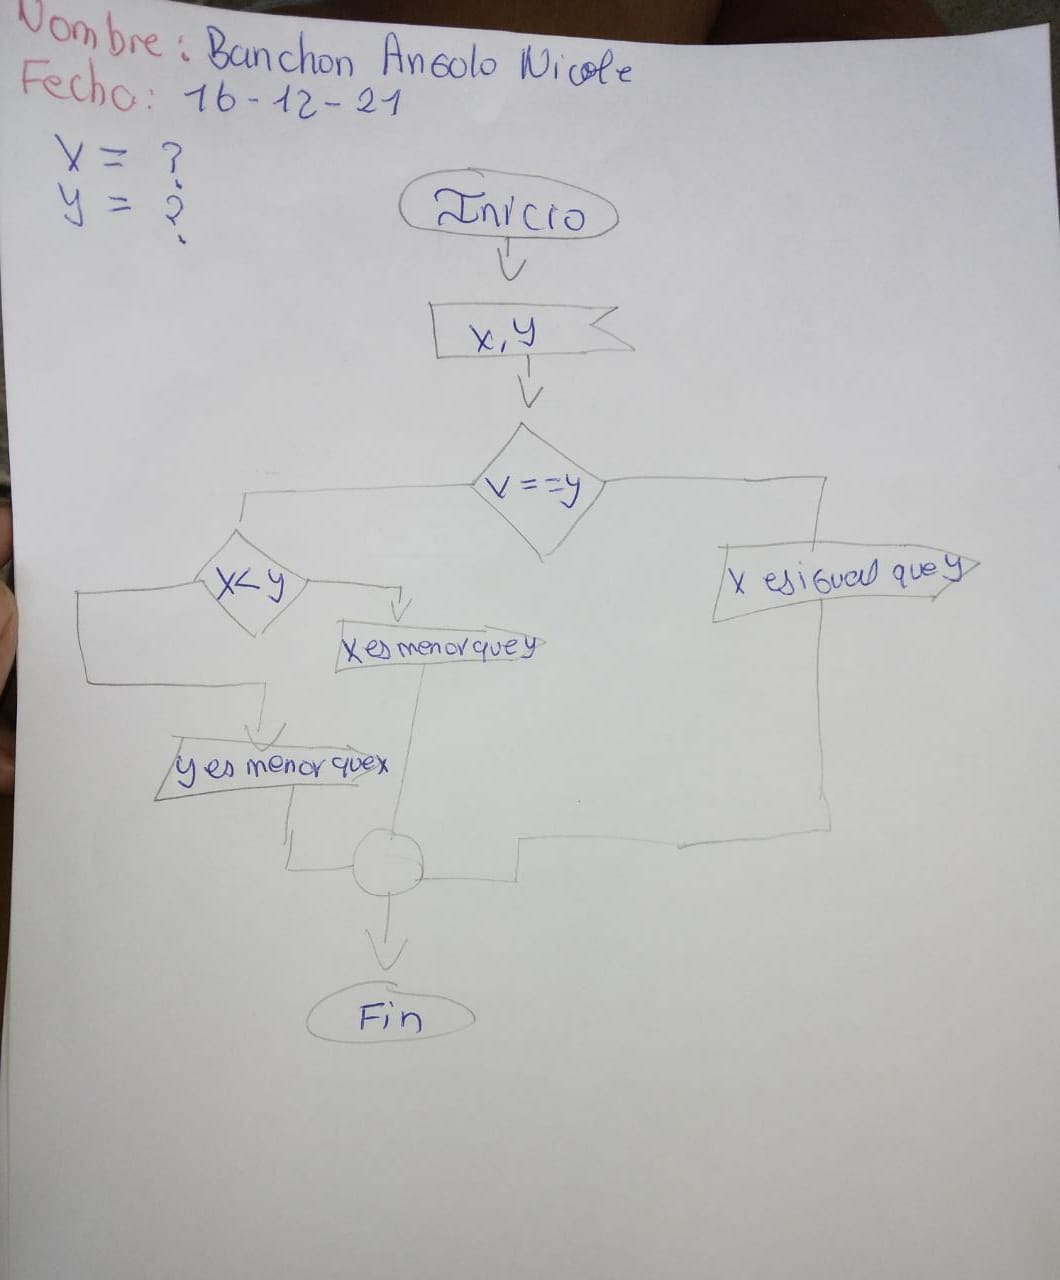 Nombre: Banchon Angolo Nicole
Fecha: 16-12-21
X = ?
y = ?
Inicio
x, y
v = = y
x < y
x es igual que y
x es menor que y
y es menor que x
Fin